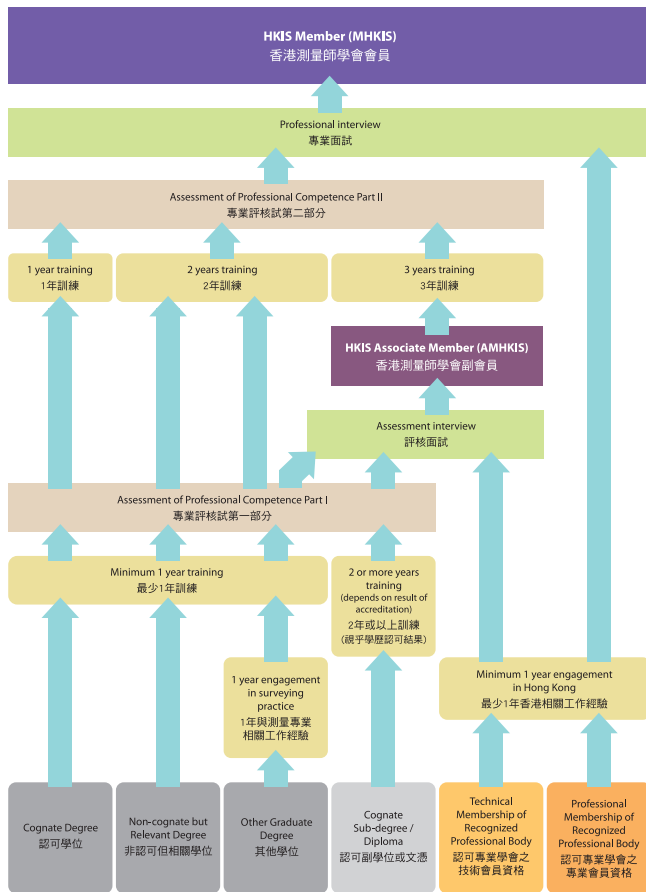 HKIS Member (MHKIS)
香港測量師學會會員
Professional interview
專業面試
Assessment of Professional Competence Part II
專業評核試第二部分
1 year training
1年訓練
2 years training
2年訓練
3 years training
3年訓練
HKIS Associate Member (AMHKIS)
香港測量師學會副會員
Assessment interview
評核面試
Assessment of Professional Competence Part I
專業評核試第一部分
Minimum 1 year training
最少1年訓練
2 or more years
training
(depends on result of
accreditation)
2年或以上訓練
(視乎學歷認可結果)
1 year engagement
in surveying
practice
1年與測量專業
相關工作經驗
Minimum 1 year engagement
in Hong Kong
最少1年香港相關工作經驗
Cognate Degree
認可學位
Non-cognate but
Relevant Degree
非認可但相關學位
Other Graduate
Degree
其他學位
Cognate
Sub-degree /
Diploma
認可副學位或文憑
Technical
Membership of
Recognized
Professional Body
認可專業學會之
技術會員資格
Professional
Membership of
Recognized
Professional Body
認可專業學會之
專業會員資格